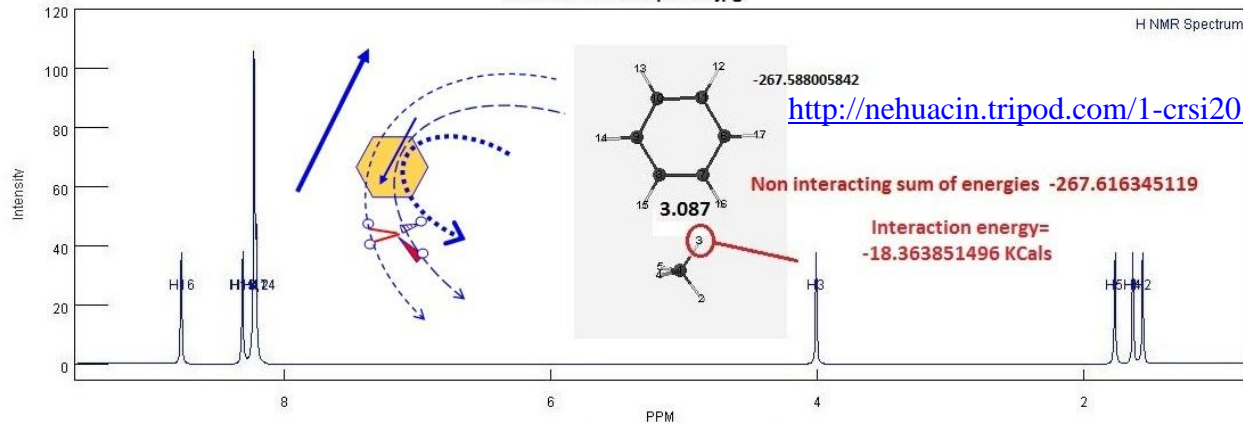 120
H NMR Spectrum
100
80
60
40
20
0
Intensity
-267.588005842
http://nehuacin.tripod.com/1-crsi20
13
12
14
17
15
16
3.087
3
5
4
2
Non interacting sum of energies -267.616345119
Interaction energy=
-18.363851496 KCals
H16
H3
8
6
4
2
PPM